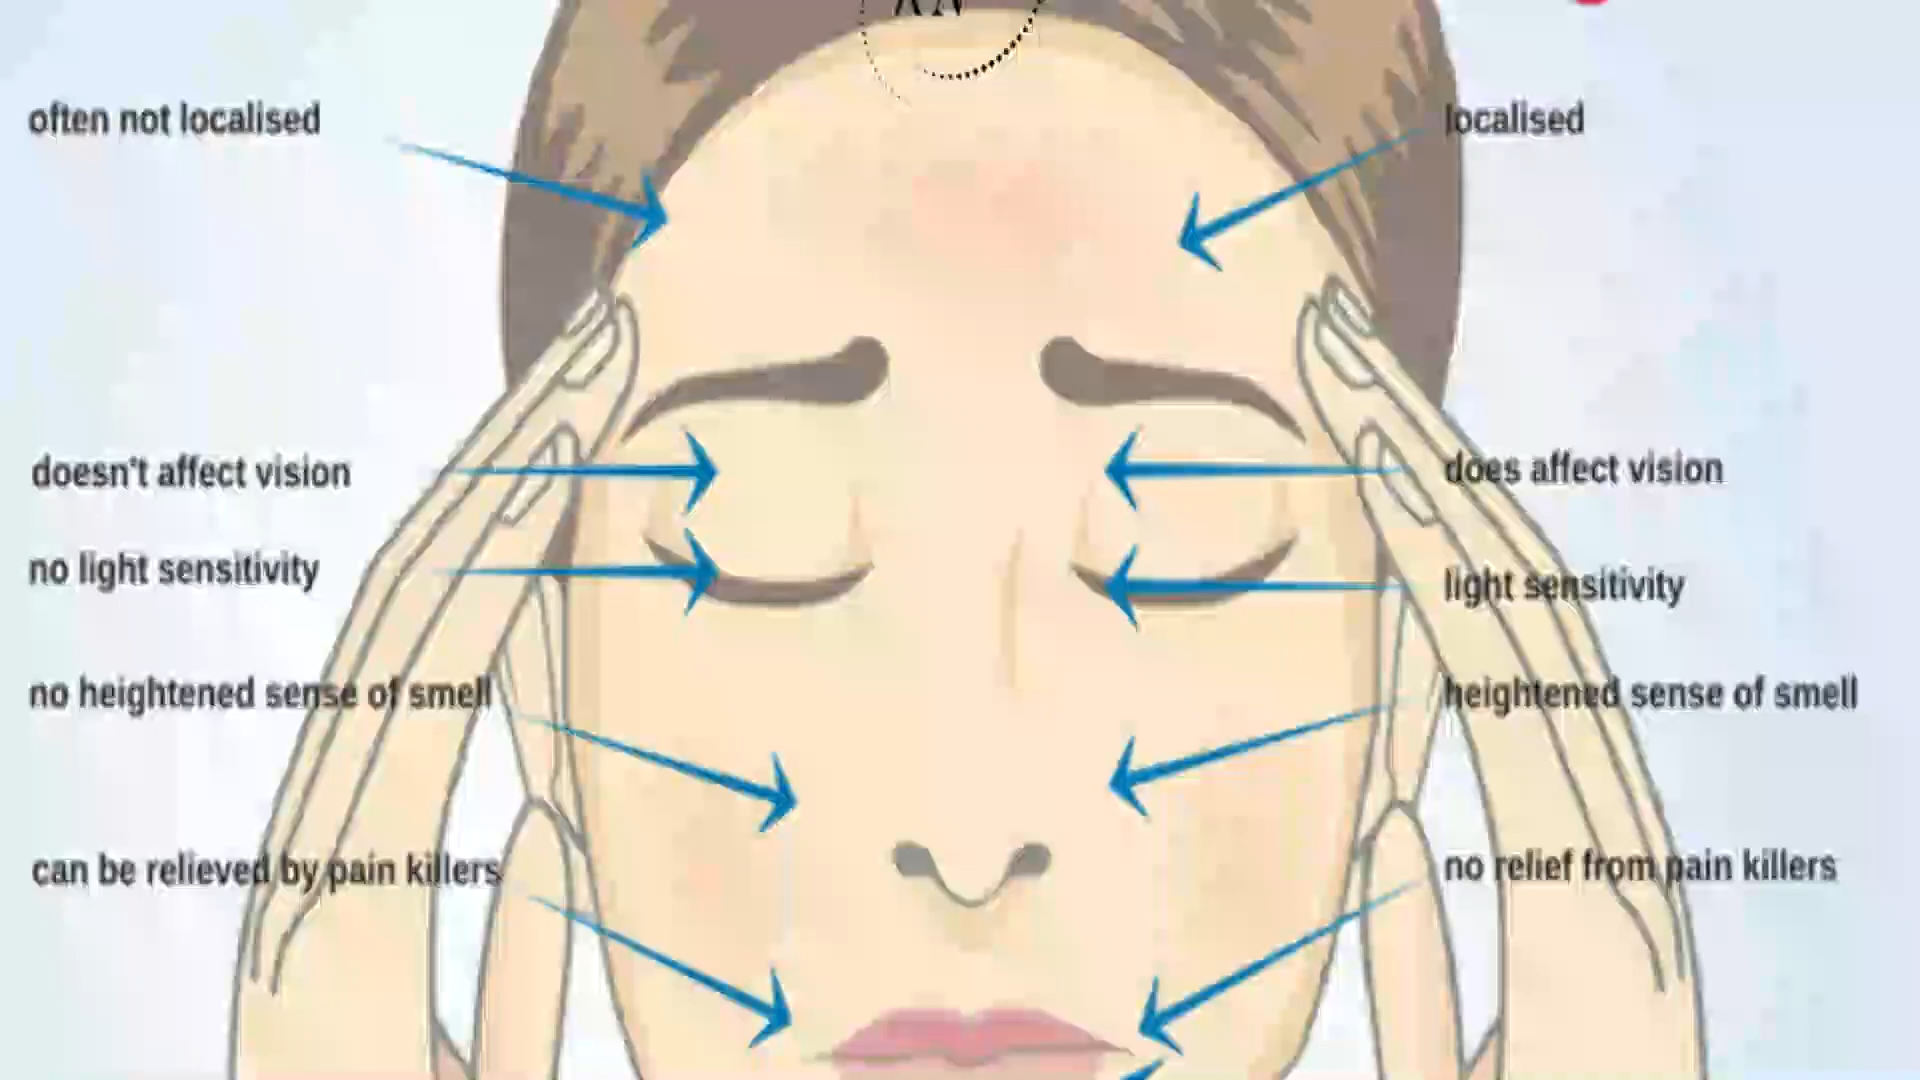 often not localised
localised
doesn't affect vision
does affect vision
no light sensitivity
light sensitivity
no heightened sense of smell
heightened sense of smell
can be relieved by pain killers
no relief from pain killers